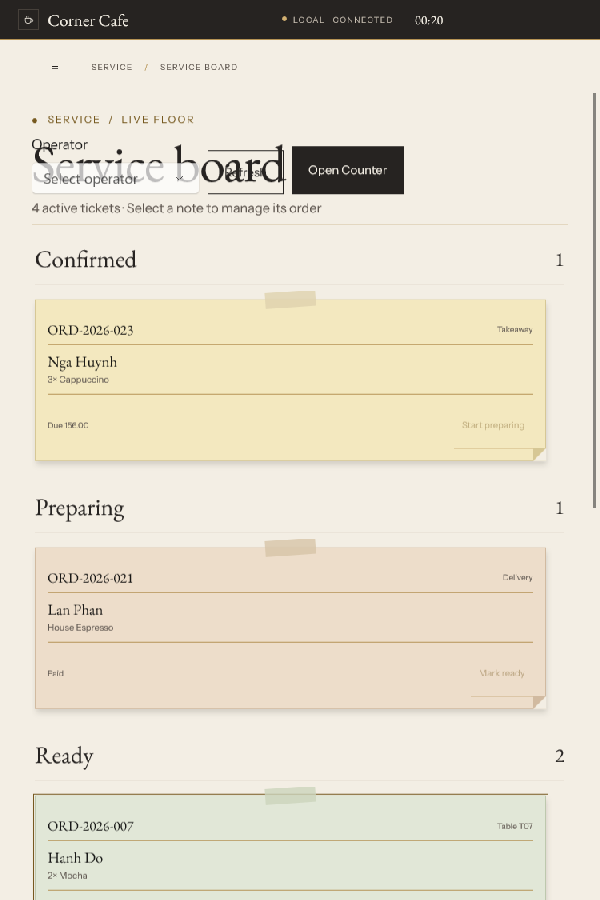 Corner Cafe
LOCAL CONNECTED 00:20
SERVICE / SERVICE BOARD
SERVICE / LIVE FLOOR
Operator
Service board
Select operator
Refresh
Open Counter
4 active tickets · Select a note to manage its order
Confirmed 1
ORD-2026-023 Takeaway
Nga Huynh
3× Cappuccino
Due 156.00 Start preparing
Preparing 1
ORD-2026-021 Delivery
Lan Phan
House Espresso
Paid Mark ready
Ready 2
ORD-2026-007 Table T07
Hanh Do
2× Mocha